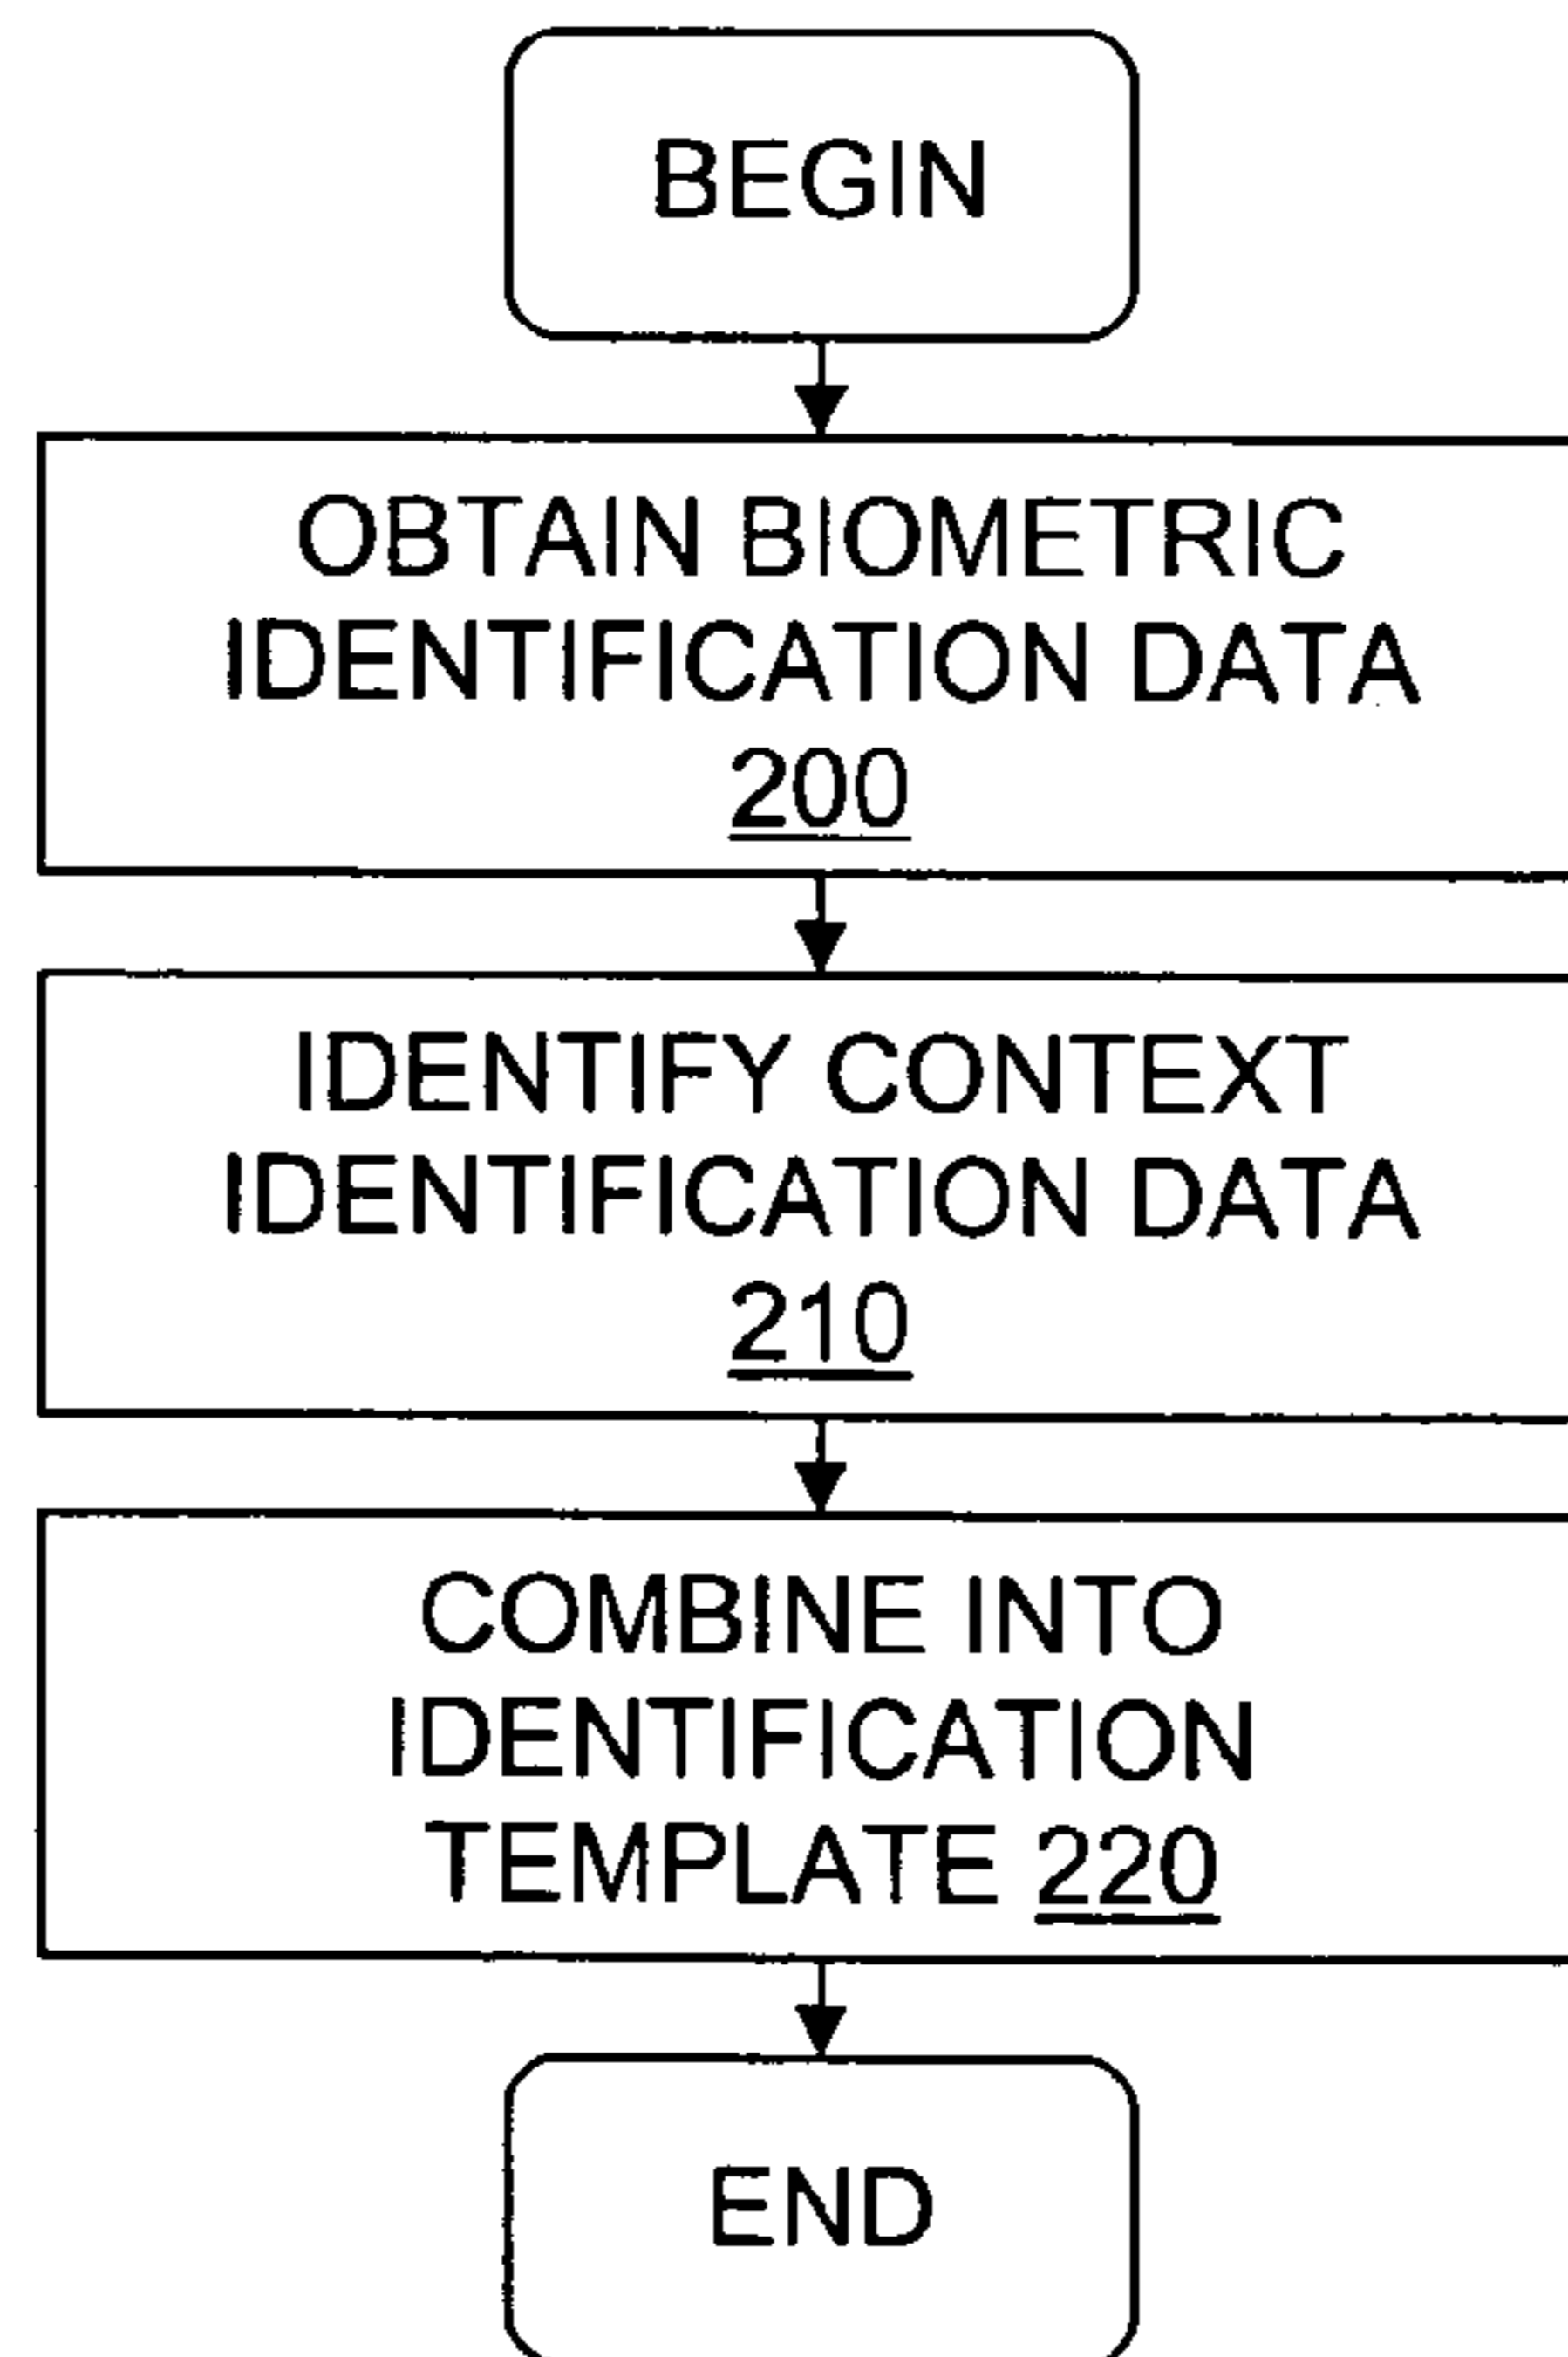 BEGIN
OBTAIN BIOMETRIC
IDENTIFICATION DATA
200
IDENTIFY CONTEXT
IDENTIFICATION DATA
210
COMBINE INTO
IDENTIFICATION
TEMPLATE 220
END